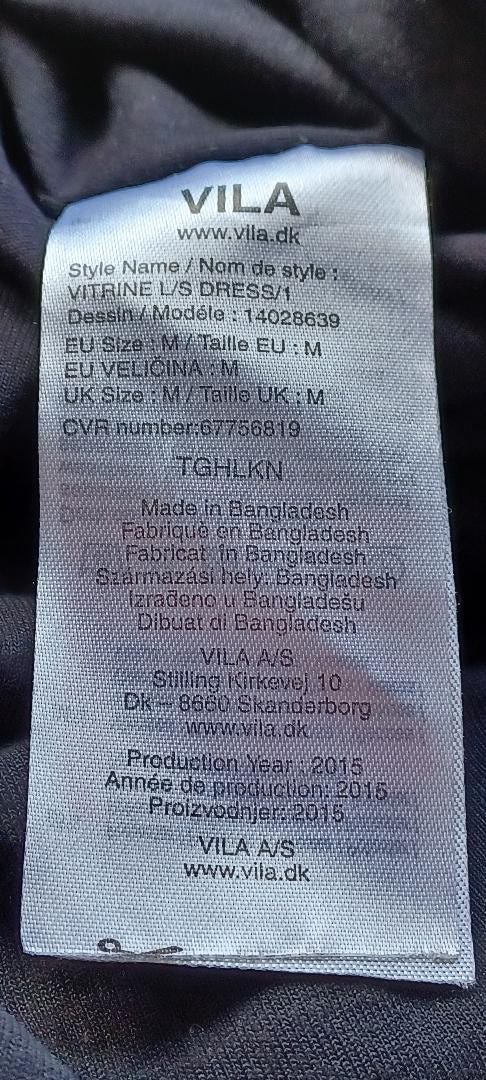 VILA
www.vila.dk
Style Name / Nom de style :
VITRINE L/S DRESS/1
Dessin / Modéle : 14028639
EU Size : M / Taille EU : M
EU VELIČINA : M
UK Size : M / Taille UK : M
CVR number:67756819
TGHLKN
Made in Bangladesh
Fabriquè en Bangladesh
Fabricat in Bangladesh
Származási hely: Bangladesh
Izrađeno u Bangladešu
Dibuat di Bangladesh
VILA A/S
Stilling Kirkevej 10
Dk – 8660 Skanderborg
www.vila.dk
Production Year : 2015
Année de production: 2015
Proizvodnjer: 2015
VILA A/S
www.vila.dk